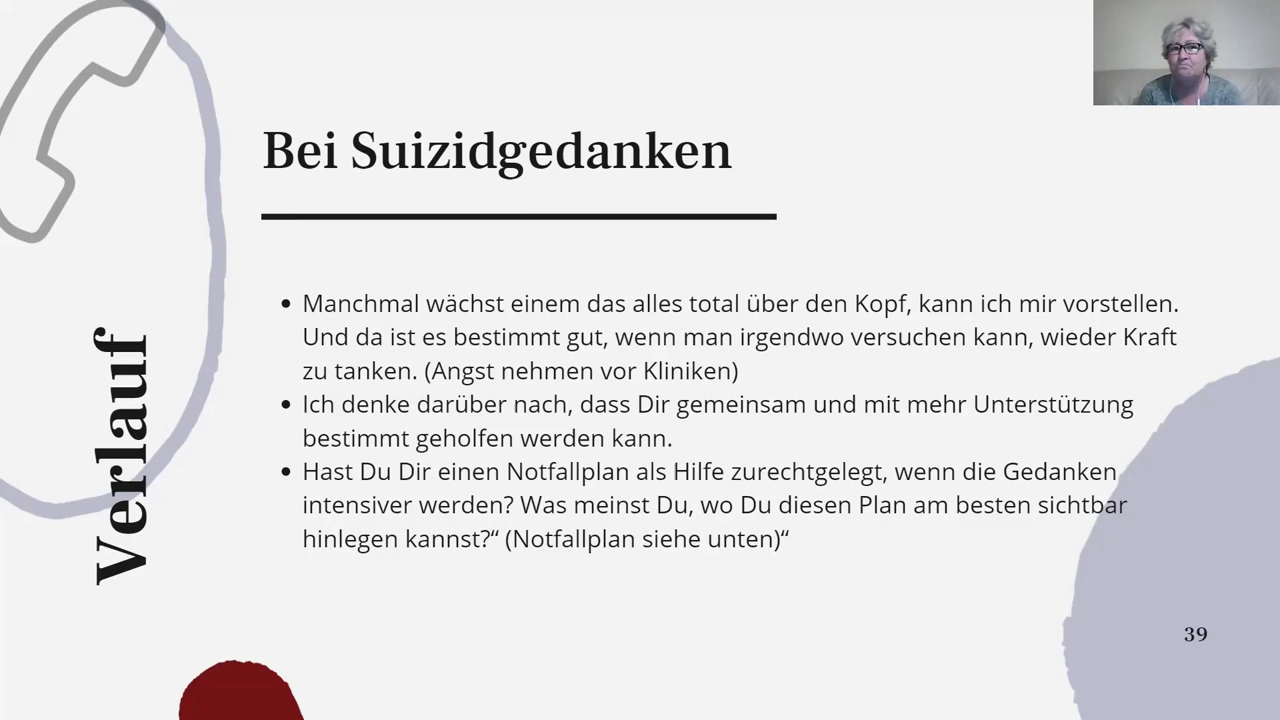 Bei Suizidgedanken
Manchmal wächst einem das alles total über den Kopf, kann ich mir vorstellen.
Und da ist es bestimmt gut, wenn man irgendwo versuchen kann, wieder Kraft
zu tanken. (Angst nehmen vor Kliniken)
Ich denke darüber nach, dass Dir gemeinsam und mit mehr Unterstützung
bestimmt geholfen werden kann.
Hast Du Dir einen Notfallplan als Hilfe zurechtgelegt, wenn die Gedanken
intensiver werden? Was meinst Du, wo Du diesen Plan am besten sichtbar
hinlegen kannst?“ (Notfallplan siehe unten)“
Verlauf
39